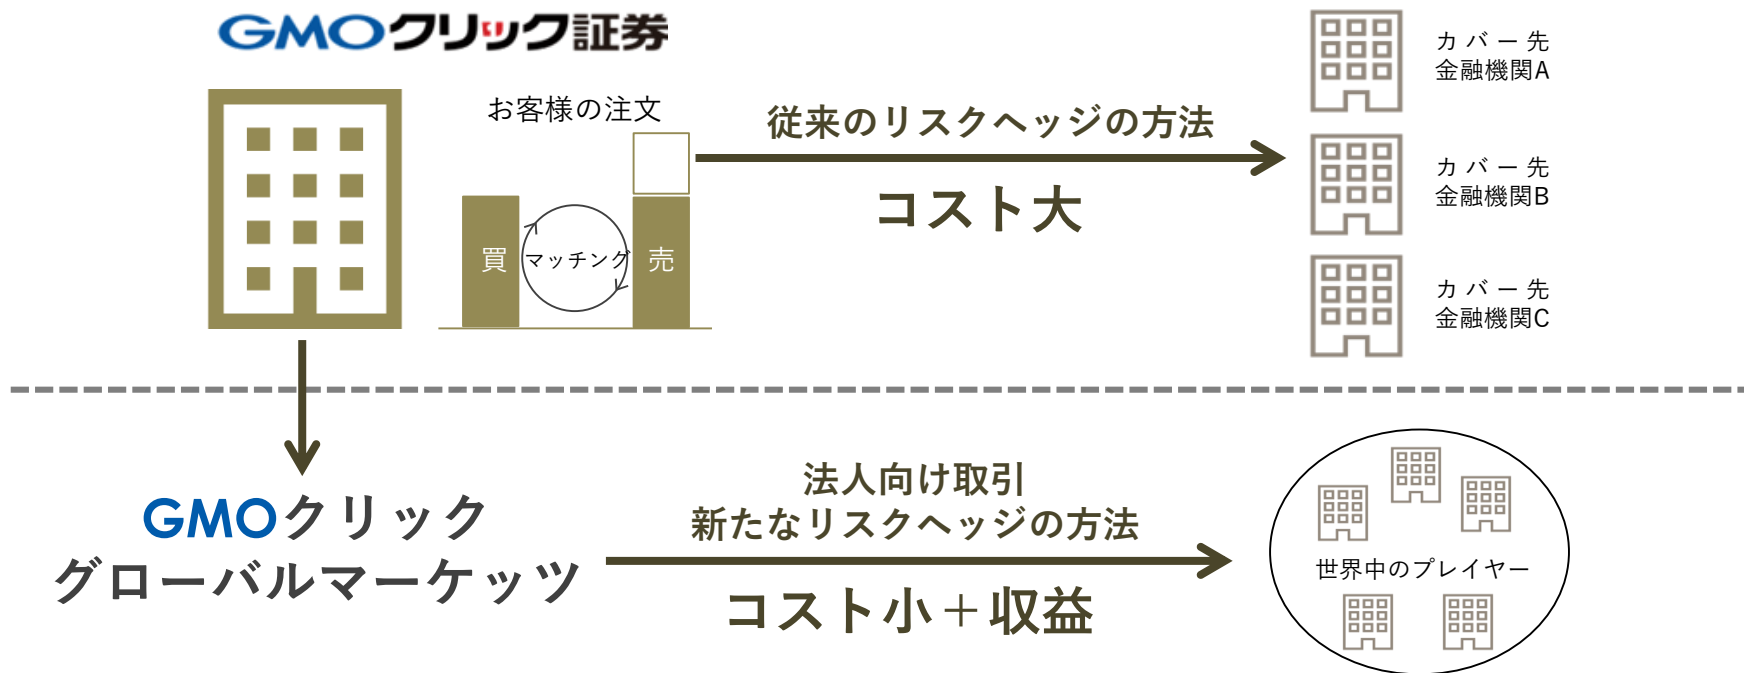 GMOクリック証券
お客様の注文
買
マッチング
売
従来のリスクヘッジの方法
コスト大
カバー先
金融機関A
カバー先
金融機関B
カバー先
金融機関C
GMOクリック
グローバルマーケッツ
法人向け取引
新たなリスクヘッジの方法
コスト小＋収益
世界中のプレイヤー